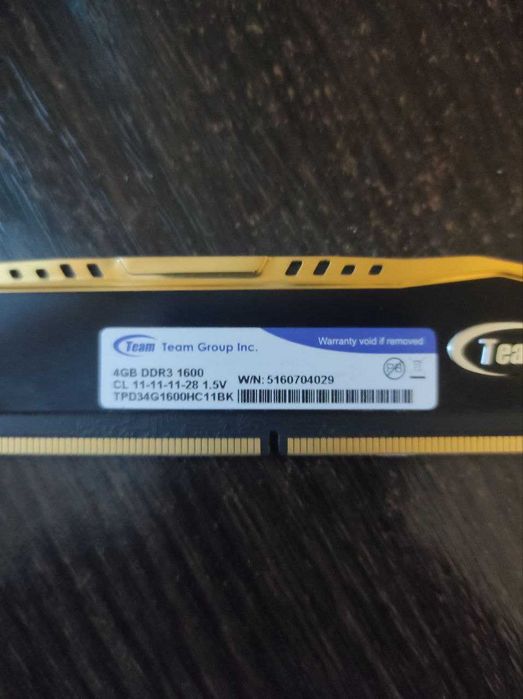 Team Team Group Inc.
Warranty void if removed
4GB DDR3 1600
CL 11-11-11-28 1.5V
W/N: 5160704029
TPD34G1600HC11BK
Tea